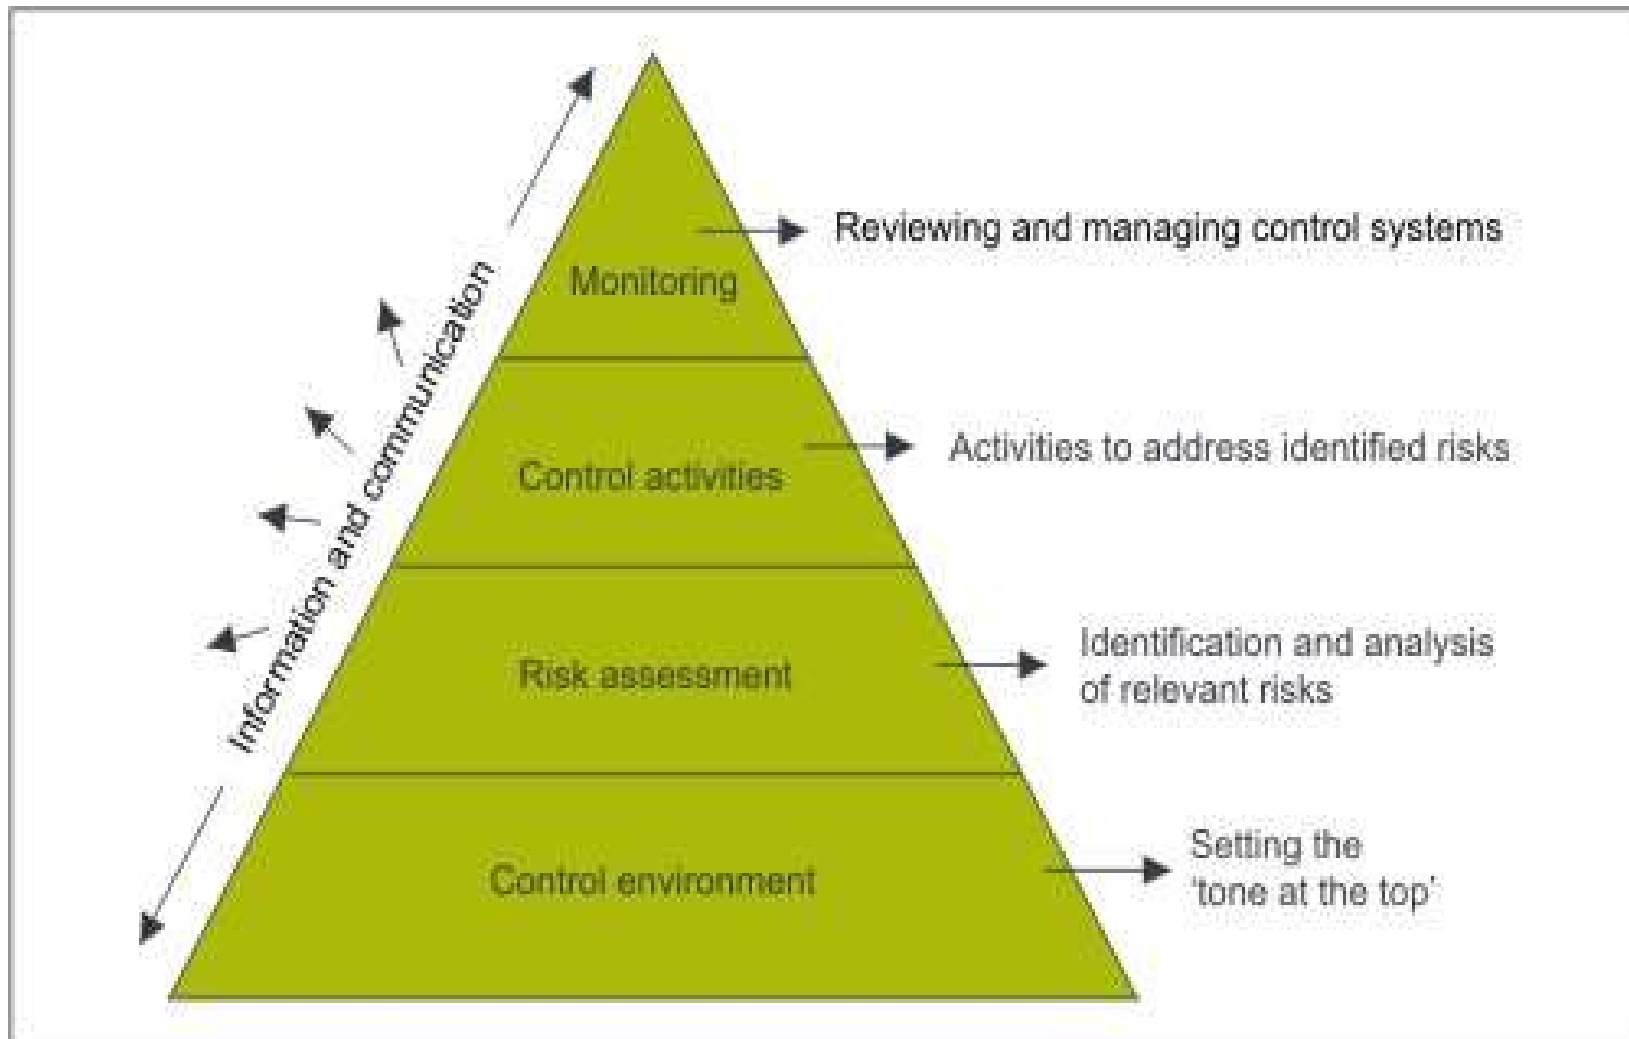 Information and communication
Monitoring
Reviewing and managing control systems
Control activities
Activities to address identified risks
Risk assessment
Identification and analysis
of relevant risks
Control environment
Setting the
'tone at the top'